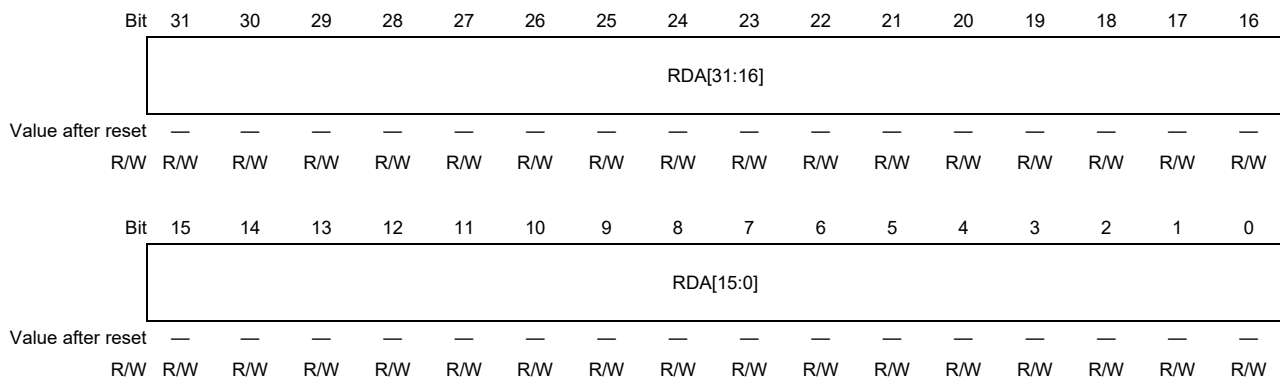 Bit 31 30 29 28 27 26 25 24 23 22 21 20 19 18 17 16
RDA[31:16]
Value after reset — — — — — — — — — — — — — — — —
R/W R/W R/W R/W R/W R/W R/W R/W R/W R/W R/W R/W R/W R/W R/W R/W R/W
Bit 15 14 13 12 11 10 9 8 7 6 5 4 3 2 1 0
RDA[15:0]
Value after reset — — — — — — — — — — — — — — — —
R/W R/W R/W R/W R/W R/W R/W R/W R/W R/W R/W R/W R/W R/W R/W R/W R/W